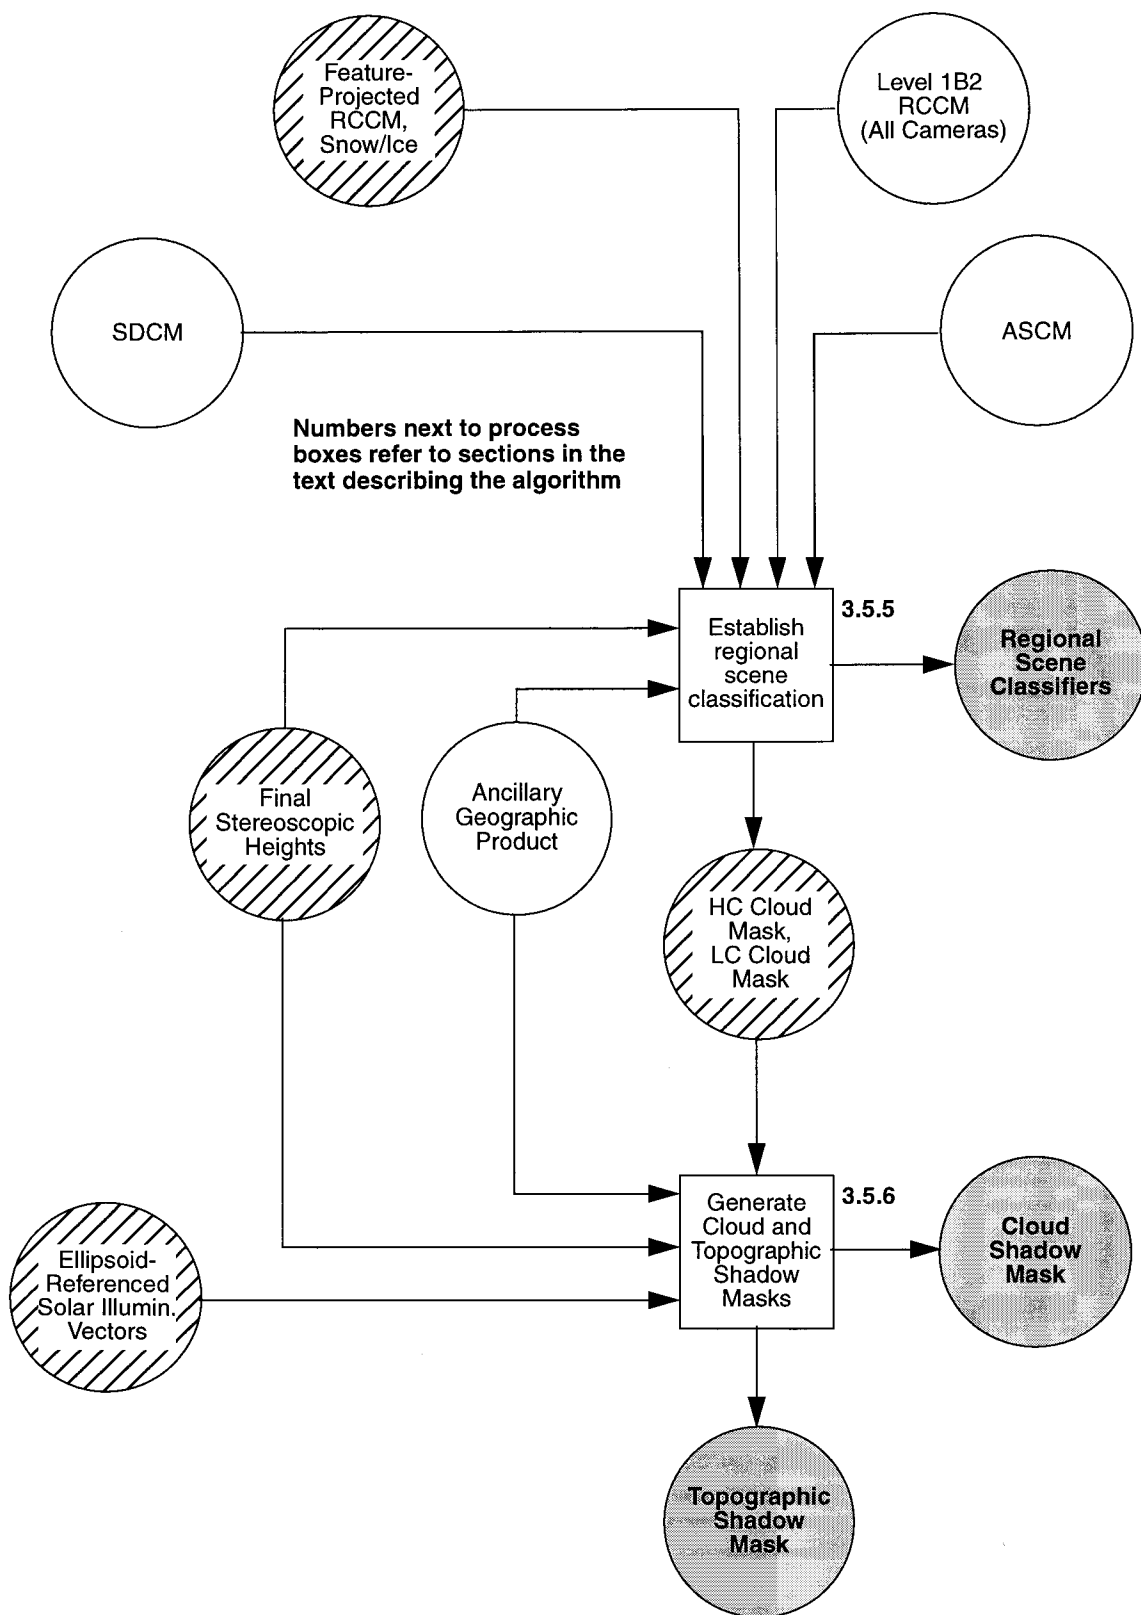 Feature-
Projected
RCCM,
Snow/Ice
Level 1B2
RCCM
(All Cameras)
SDCM
ASCM
Numbers next to process
boxes refer to sections in the
text describing the algorithm
3.5.5
Establish
regional
scene
classification
Regional
Scene
Classifiers
Final
Stereoscopic
Heights
Ancillary
Geographic
Product
HC Cloud
Mask,
LC Cloud
Mask
3.5.6
Generate
Cloud and
Topographic
Shadow
Masks
Cloud
Shadow
Mask
Ellipsoid-
Referenced
Solar Illumin.
Vectors
Topographic
Shadow
Mask